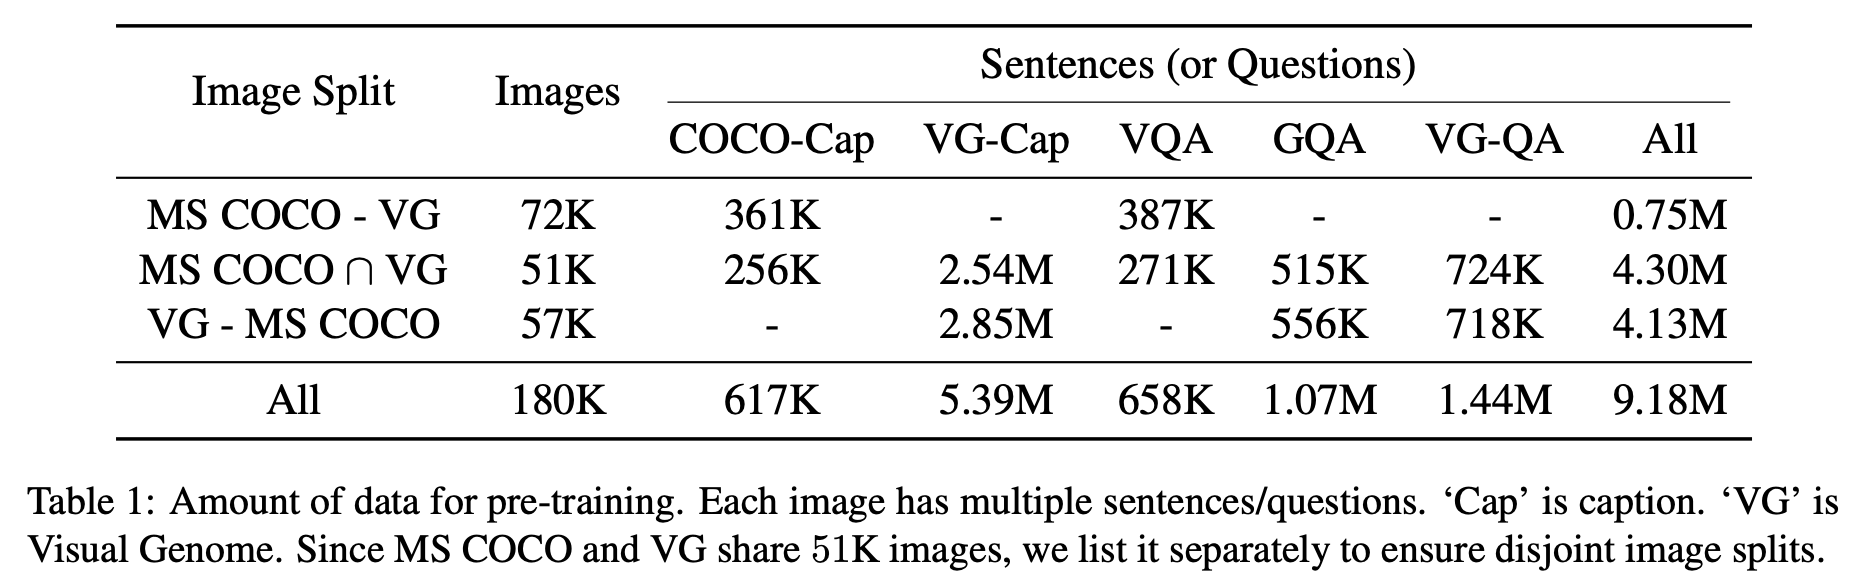 Image Split Images Sentences (or Questions)
COCO-Cap VG-Cap VQA GQA VG-QA All
MS COCO - VG 72K 361K - 387K - - 0.75M
MS COCO ∩ VG 51K 256K 2.54M 271K 515K 724K 4.30M
VG - MS COCO 57K - 2.85M - 556K 718K 4.13M
All 180K 617K 5.39M 658K 1.07M 1.44M 9.18M
Table 1: Amount of data for pre-training. Each image has multiple sentences/questions. ‘Cap’ is caption. ‘VG’ is
Visual Genome. Since MS COCO and VG share 51K images, we list it separately to ensure disjoint image splits.